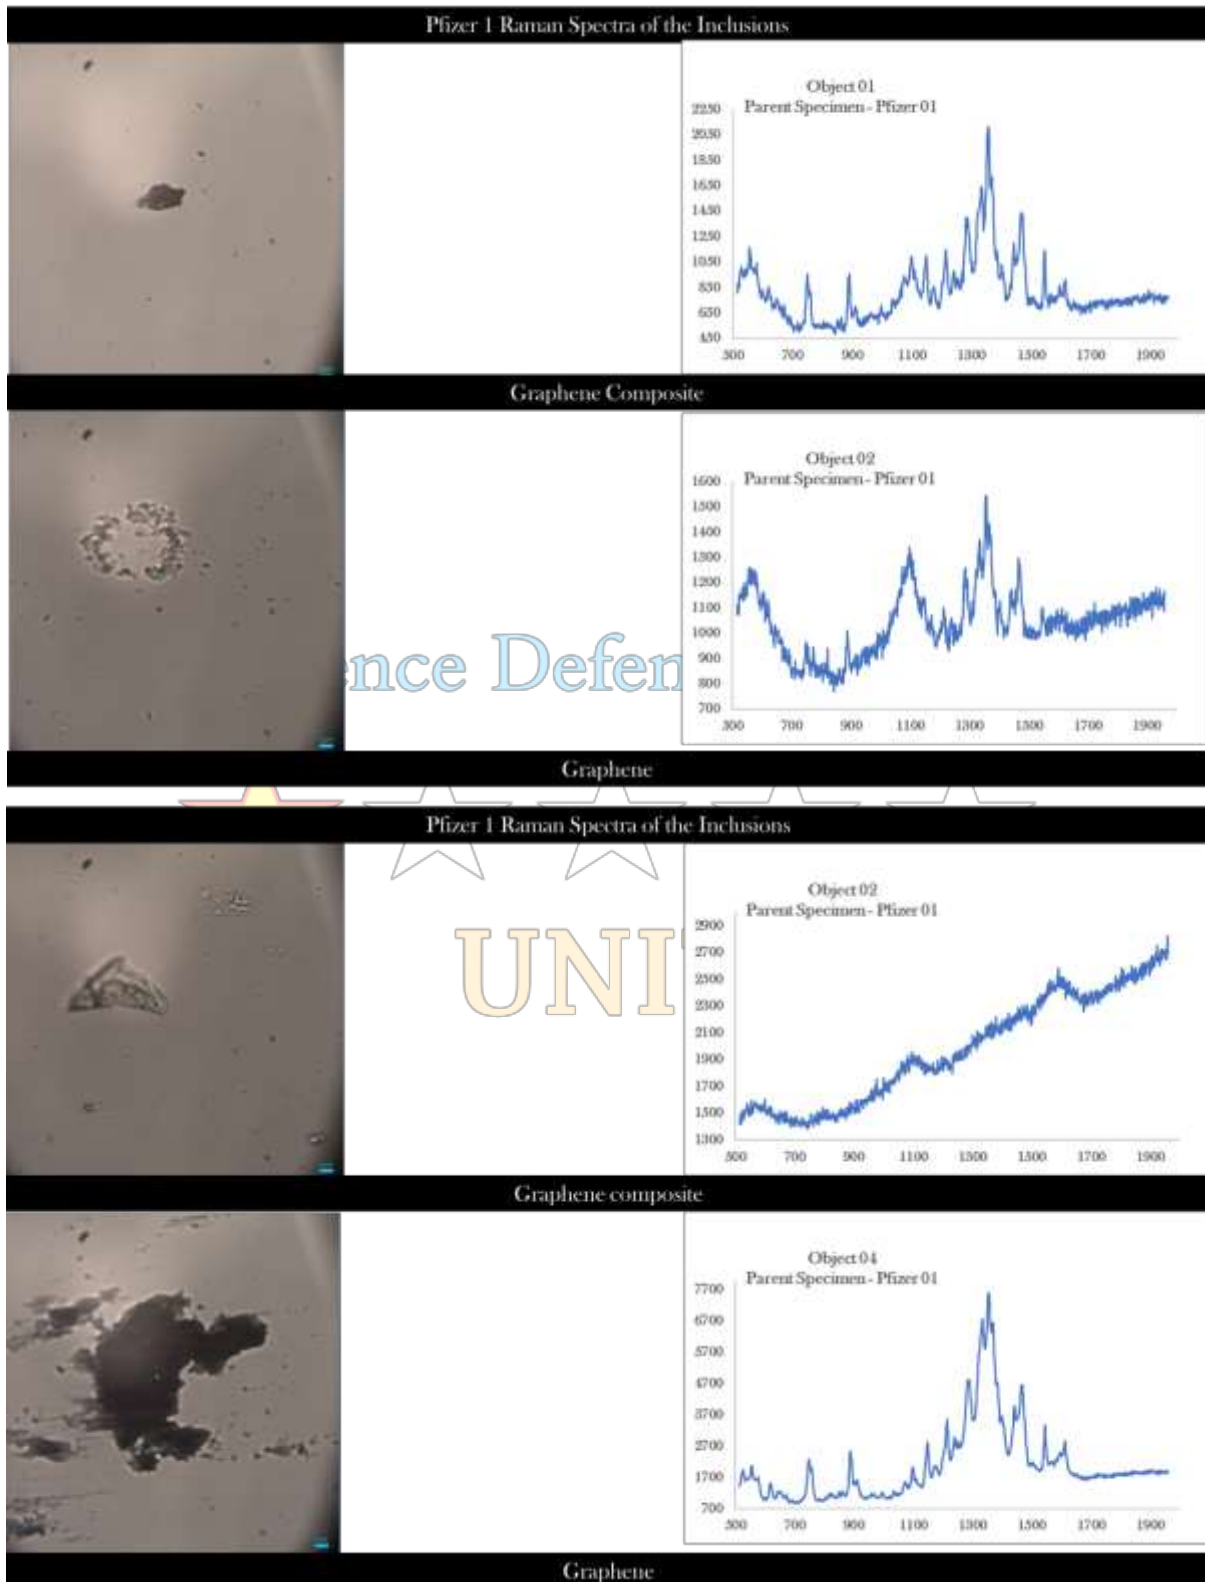 Pfizer 1 Raman Spectra of the Inclusions
Object 01
Parent Specimen - Pfizer 01
2250
2050
1850
1650
1450
1250
1050
850
650
450
500 700 900 1100 1300 1500 1700 1900
Graphene Composite
Object 02
Parent Specimen - Pfizer 01
1600
1500
1400
1300
1200
1100
1000
900
800
700
500 700 900 1100 1300 1500 1700 1900
ence Defen
Graphene
Pfizer 1 Raman Spectra of the Inclusions
Object 02
Parent Specimen - Pfizer 01
2900
2700
2500
2300
2100
1900
1700
1500
1300
500 700 900 1100 1300 1500 1700 1900
UNI
Graphene composite
Object 04
Parent Specimen - Pfizer 01
7700
6700
5700
4700
3700
2700
1700
700
500 700 900 1100 1300 1500 1700 1900
Graphene